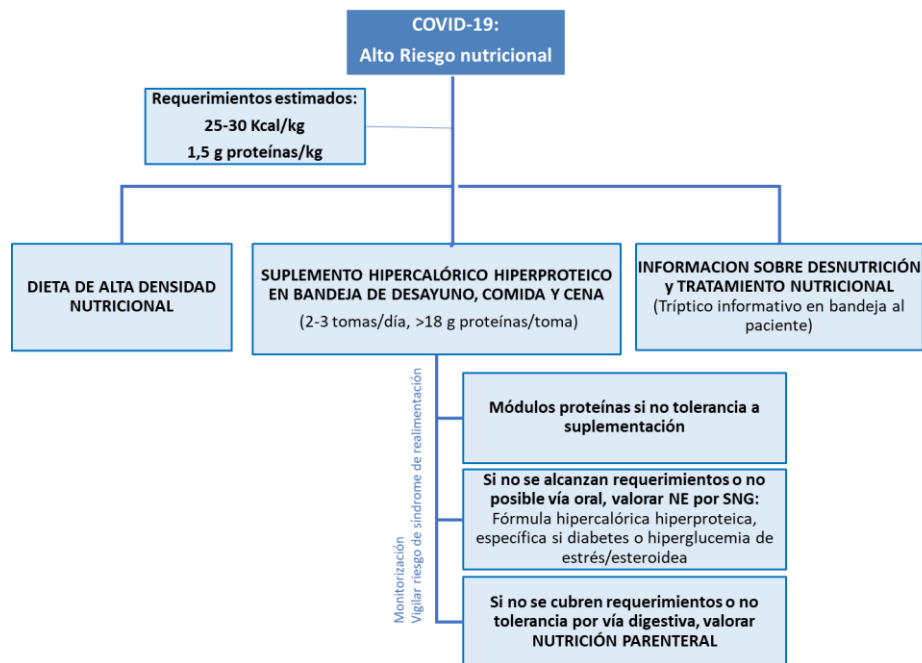 COVID-19:
Alto Riesgo nutricional
Requerimientos estimados:
25-30 Kcal/kg
1,5 g proteínas/kg
DIETA DE ALTA DENSIDAD
NUTRICIONAL
SUPLEMENTO HIPERCALÓRICO HIPERPROTEICO
EN BANDEJA DE DESAYUNO, COMIDA Y CENA
(2-3 tomas/día, >18 g proteínas/toma)
INFORMACION SOBRE DESNUTRICIÓN
y TRATAMIENTO NUTRICIONAL
(Tríptico informativo en bandeja al
paciente)
Monitorización
Vigilar riesgo de síndrome de realimentación
Módulos proteínas si no tolerancia a
suplementación
Si no se alcanzan requerimientos o no
posible vía oral, valorar NE por SNG:
Fórmula hipercalórica hiperproteica,
específica si diabetes o hiperglucemia de
estrés/esteroidea
Si no se cubren requerimientos o no
tolerancia por vía digestiva, valorar
NUTRICIÓN PARENTERAL